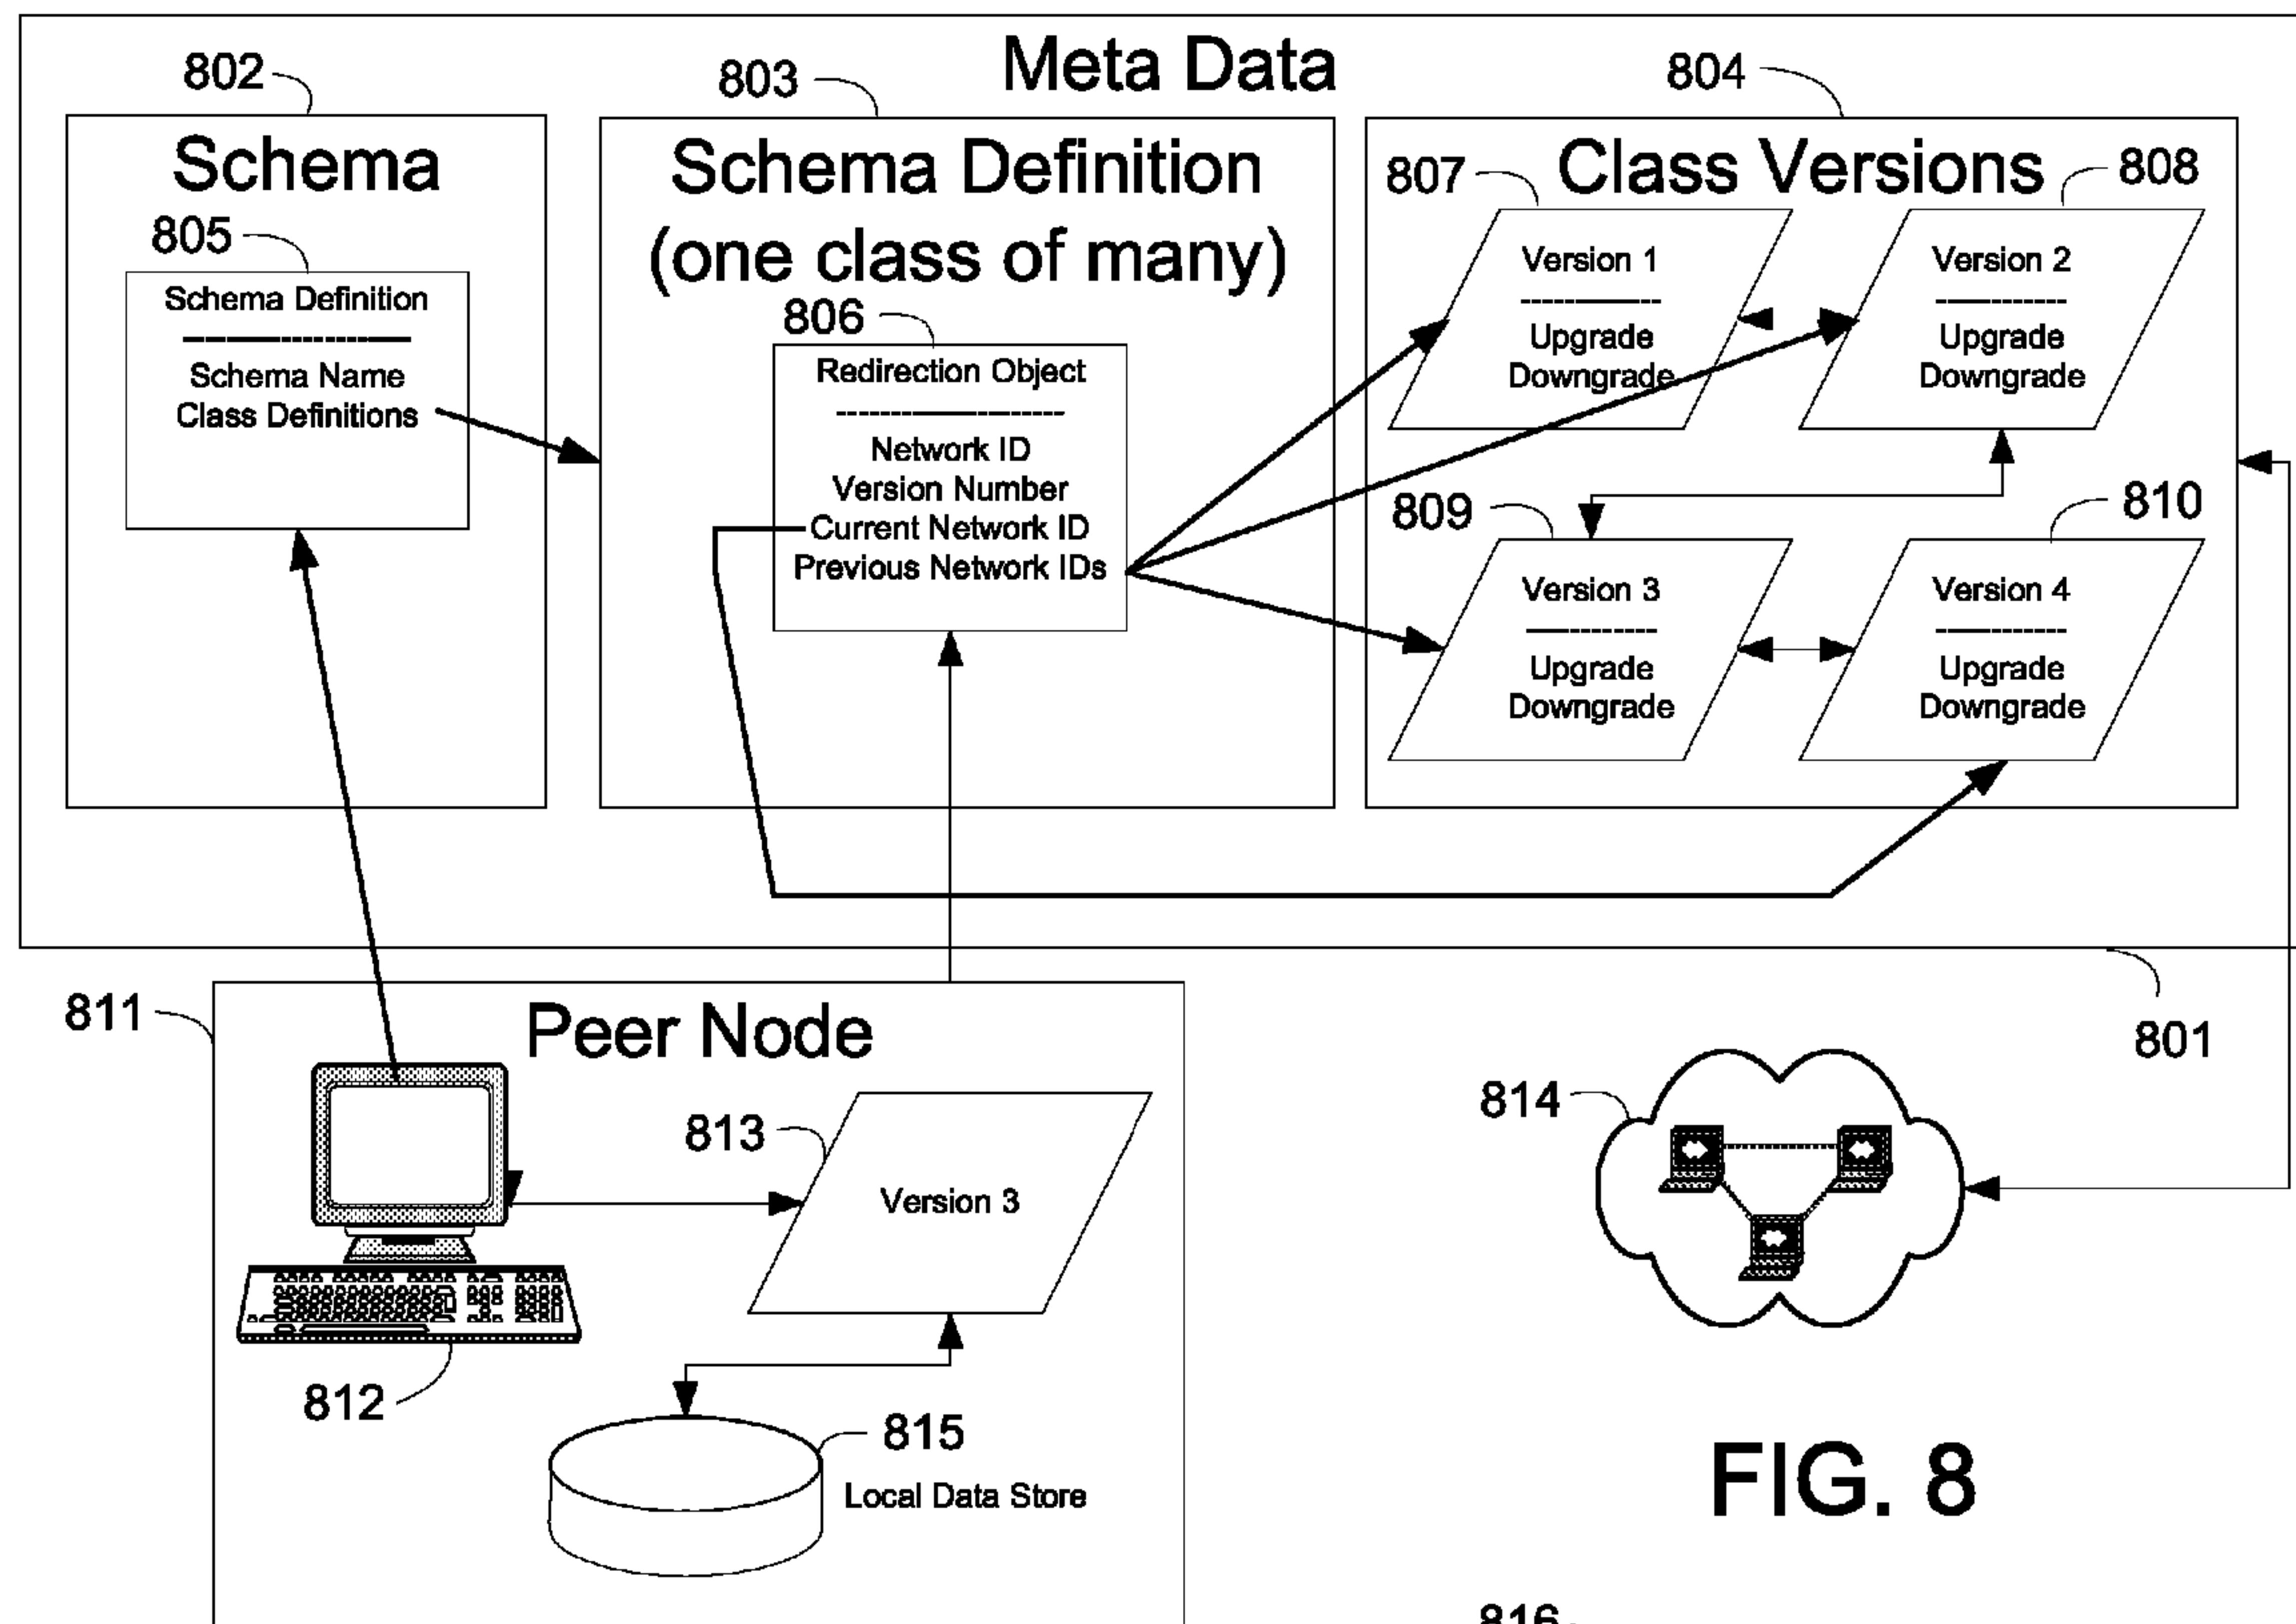 Meta Data
802
803
804
Schema
805
Schema Definition
-------------------
Schema Name
Class Definitions
Schema Definition
(one class of many)
806
Redirection Object
-------------------
Network ID
Version Number
Current Network ID
Previous Network IDs
Class Versions
807
Version 1
-----------
Upgrade
Downgrade
808
Version 2
-----------
Upgrade
Downgrade
809
Version 3
-----------
Upgrade
Downgrade
810
Version 4
-----------
Upgrade
Downgrade
801
811
Peer Node
812
813
Version 3
815
Local Data Store
814
FIG. 8
816